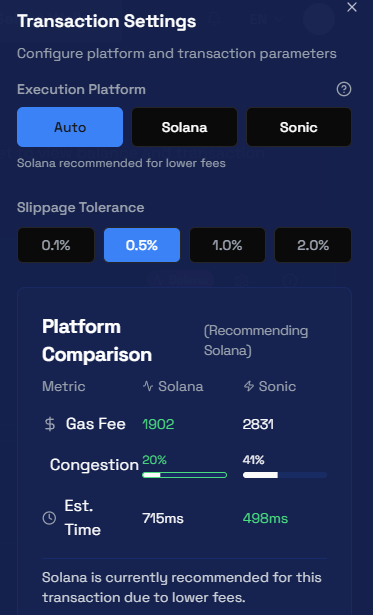 Transaction Settings
Configure platform and transaction parameters
Execution Platform
Auto Solana Sonic
Solana recommended for lower fees
Slippage Tolerance
0.1% 0.5% 1.0% 2.0%
Platform Comparison (Recommending Solana)
Metric Solana Sonic
$ Gas Fee 1902 2831
Congestion 20% 41%
Est. Time 715ms 498ms
Solana is currently recommended for this
transaction due to lower fees.